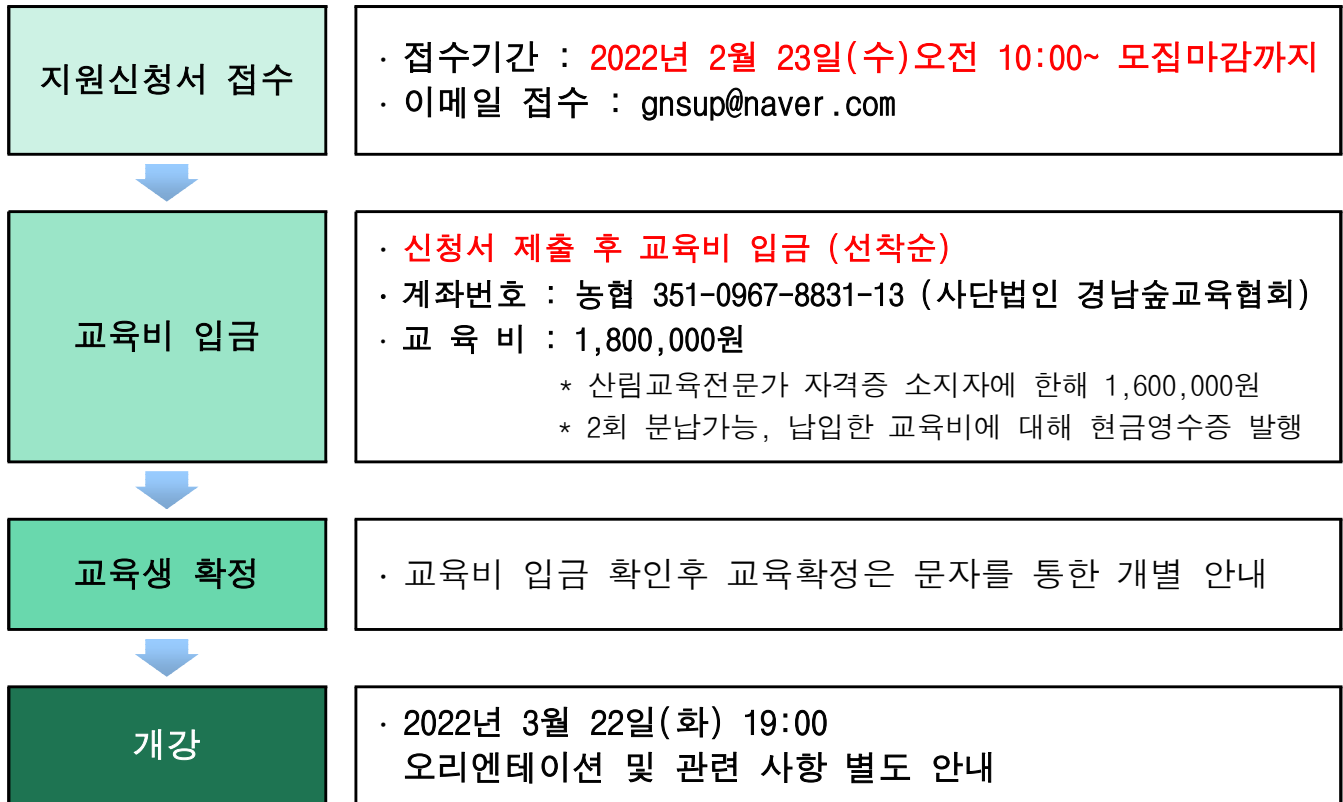 지원신청서 접수
· 접수기간 : 2022년 2월 23일(수)오전 10:00~ 모집마감까지
· 이메일 접수 : gnsup@naver.com
교육비 입금
· 신청서 제출 후 교육비 입금 (선착순)
· 계좌번호 : 농협 351-0967-8831-13 (사단법인 경남숲교육협회)
· 교 육 비 : 1,800,000원
* 산림교육전문가 자격증 소지자에 한해 1,600,000원
* 2회 분납가능, 납입한 교육비에 대해 현금영수증 발행
교육생 확정
· 교육비 입금 확인후 교육확정은 문자를 통한 개별 안내
개강
· 2022년 3월 22일(화) 19:00
오리엔테이션 및 관련 사항 별도 안내